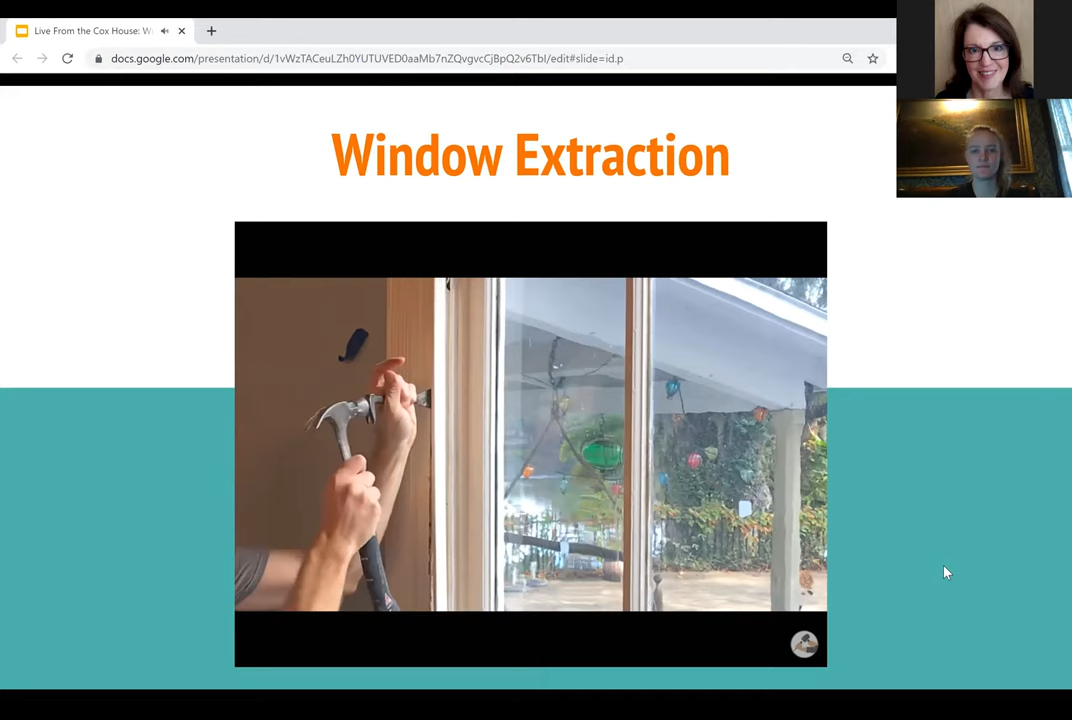 Live From the Cox House: W
docs.google.com/presentation/d/1vWzTACeuLZh0YUTUVED0aaMb7nZQvgvcCjBpQ2v6TbI/edit#slide=id.p
Window Extraction